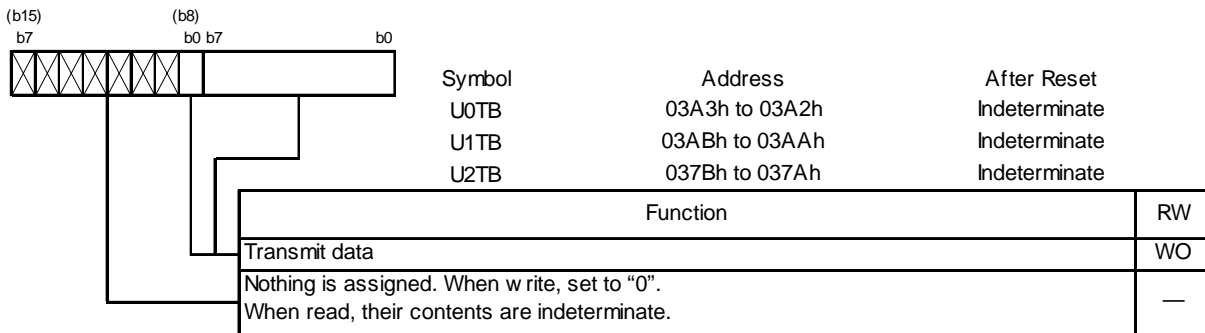 (b15) (b8)
b7 b0 b7 b0
Symbol Address After Reset
U0TB 03A3h to 03A2h Indeterminate
U1TB 03ABh to 03AAh Indeterminate
U2TB 037Bh to 037Ah Indeterminate
Function RW
Transmit data WO
Nothing is assigned. When write, set to “0”.
When read, their contents are indeterminate. —